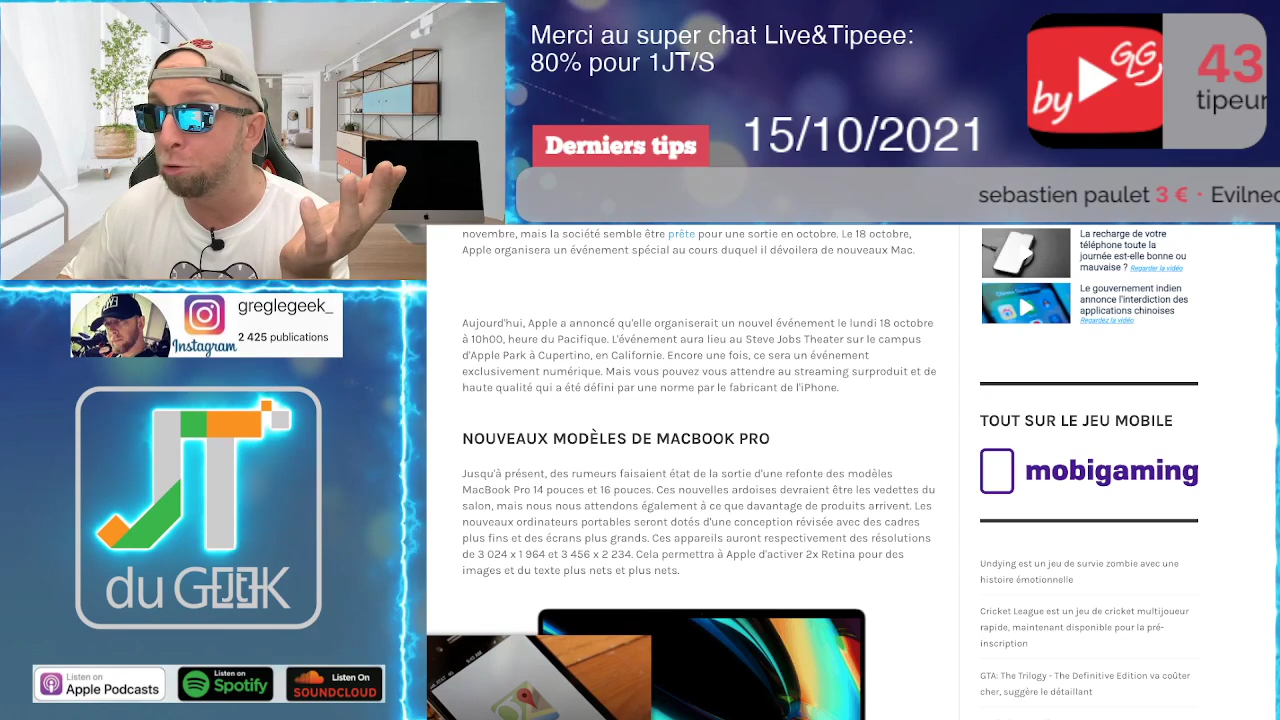 Merci au super chat Live&Tipeee:
80% pour 1JT/S
by GLG
43
tipeur
Derniers tips
15/10/2021
sebastien paulet 3 € · Evilneo
novembre, mais la société semble être prête pour une sortie en octobre. Le 18 octobre,
Apple organisera un événement spécial au cours duquel il dévoilera de nouveaux Mac.
Aujourd'hui, Apple a annoncé qu'elle organiserait un nouvel événement le lundi 18 octobre
à 10h00, heure du Pacifique. L'événement aura lieu au Steve Jobs Theater sur le campus
d'Apple Park à Cupertino, en Californie. Encore une fois, ce sera un événement
exclusivement numérique. Mais vous pouvez vous attendre au streaming surproduit et de
haute qualité qui a été défini par une norme par le fabricant de l'iPhone.
NOUVEAUX MODÈLES DE MACBOOK PRO
Jusqu'à présent, des rumeurs faisaient état de la sortie d'une refonte des modèles
MacBook Pro 14 pouces et 16 pouces. Ces nouvelles ardoises devraient être les vedettes du
salon, mais nous nous attendons également à ce que davantage de produits arrivent. Les
nouveaux ordinateurs portables seront dotés d'une conception révisée avec des cadres
plus fins et des écrans plus grands. Ces appareils auront respectivement des résolutions
de 3 024 x 1 964 et 3 456 x 2 234. Cela permettra à Apple d'activer 2x Retina pour des
images et du texte plus nets et plus nets.
La recharge de votre
téléphone toute la
journée est-elle bonne ou
mauvaise ? Regarder la vidéo
Le gouvernement indien
annonce l'interdiction des
applications chinoises
Regardez la vidéo
TOUT SUR LE JEU MOBILE
mobigaming
Undying est un jeu de survie zombie avec une
histoire émotionnelle
Cricket League est un jeu de cricket multijoueur
rapide, maintenant disponible pour la pré-
inscription
GTA: The Trilogy - The Definitive Edition va coûter
cher, suggère le détaillant
greglegeek_
2 425 publications
Instagram
JT
du GEEK
Listen on
Apple Podcasts
Listen on
Spotify
Listen On
SOUNDCLOUD